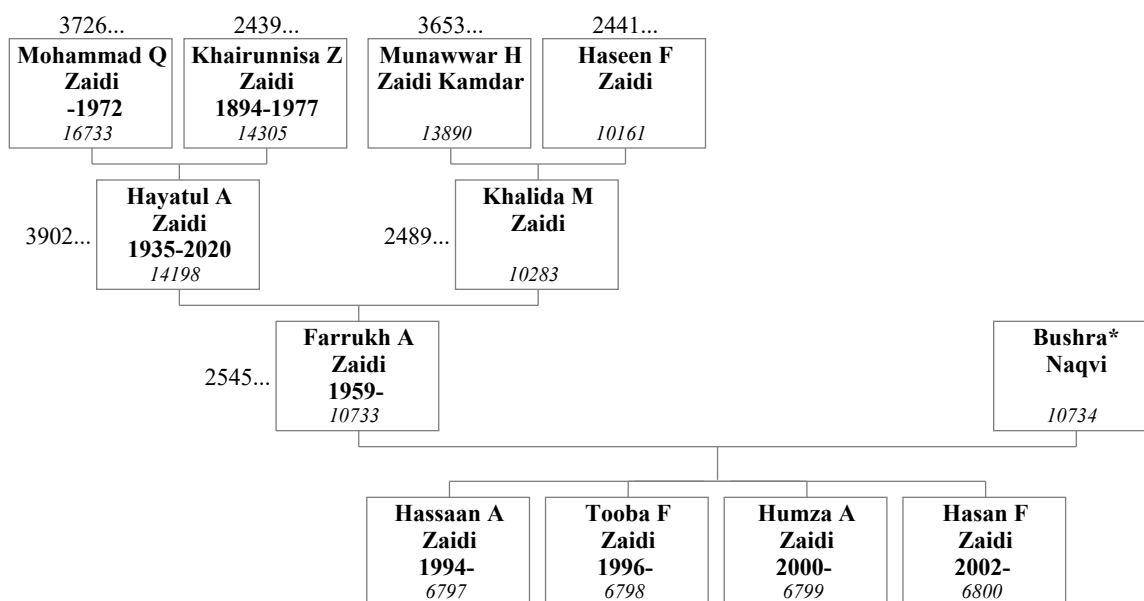 3726...
2439...
3653...
2441...
Mohammad Q
Zaidi
-1972
16733
Khairunnisa Z
Zaidi
1894-1977
14305
Munawwar H
Zaidi Kamdar
13890
Haseen F
Zaidi
10161
3902...
Hayatul A
Zaidi
1935-2020
14198
2489...
Khalida M
Zaidi
10283
2545...
Farrukh A
Zaidi
1959-
10733
Bushra*
Naqvi
10734
Hassaan A
Zaidi
1994-
6797
Tooba F
Zaidi
1996-
6798
Humza A
Zaidi
2000-
6799
Hasan F
Zaidi
2002-
6800